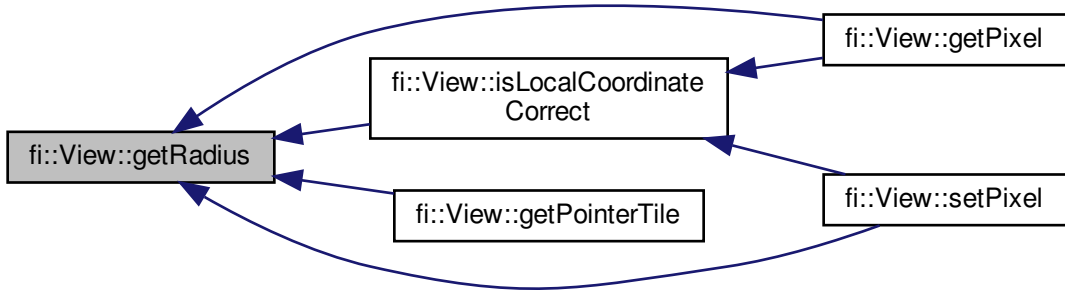 fi::View::getPixel
fi::View::isLocalCoordinate
Correct
fi::View::getRadius
fi::View::setPixel
fi::View::getPointerTile